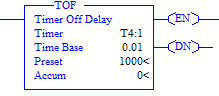 TOF
Timer Off Delay
EN
Timer T4:1
DN
Time Base 0.01
Preset 1000<
Accum 0<